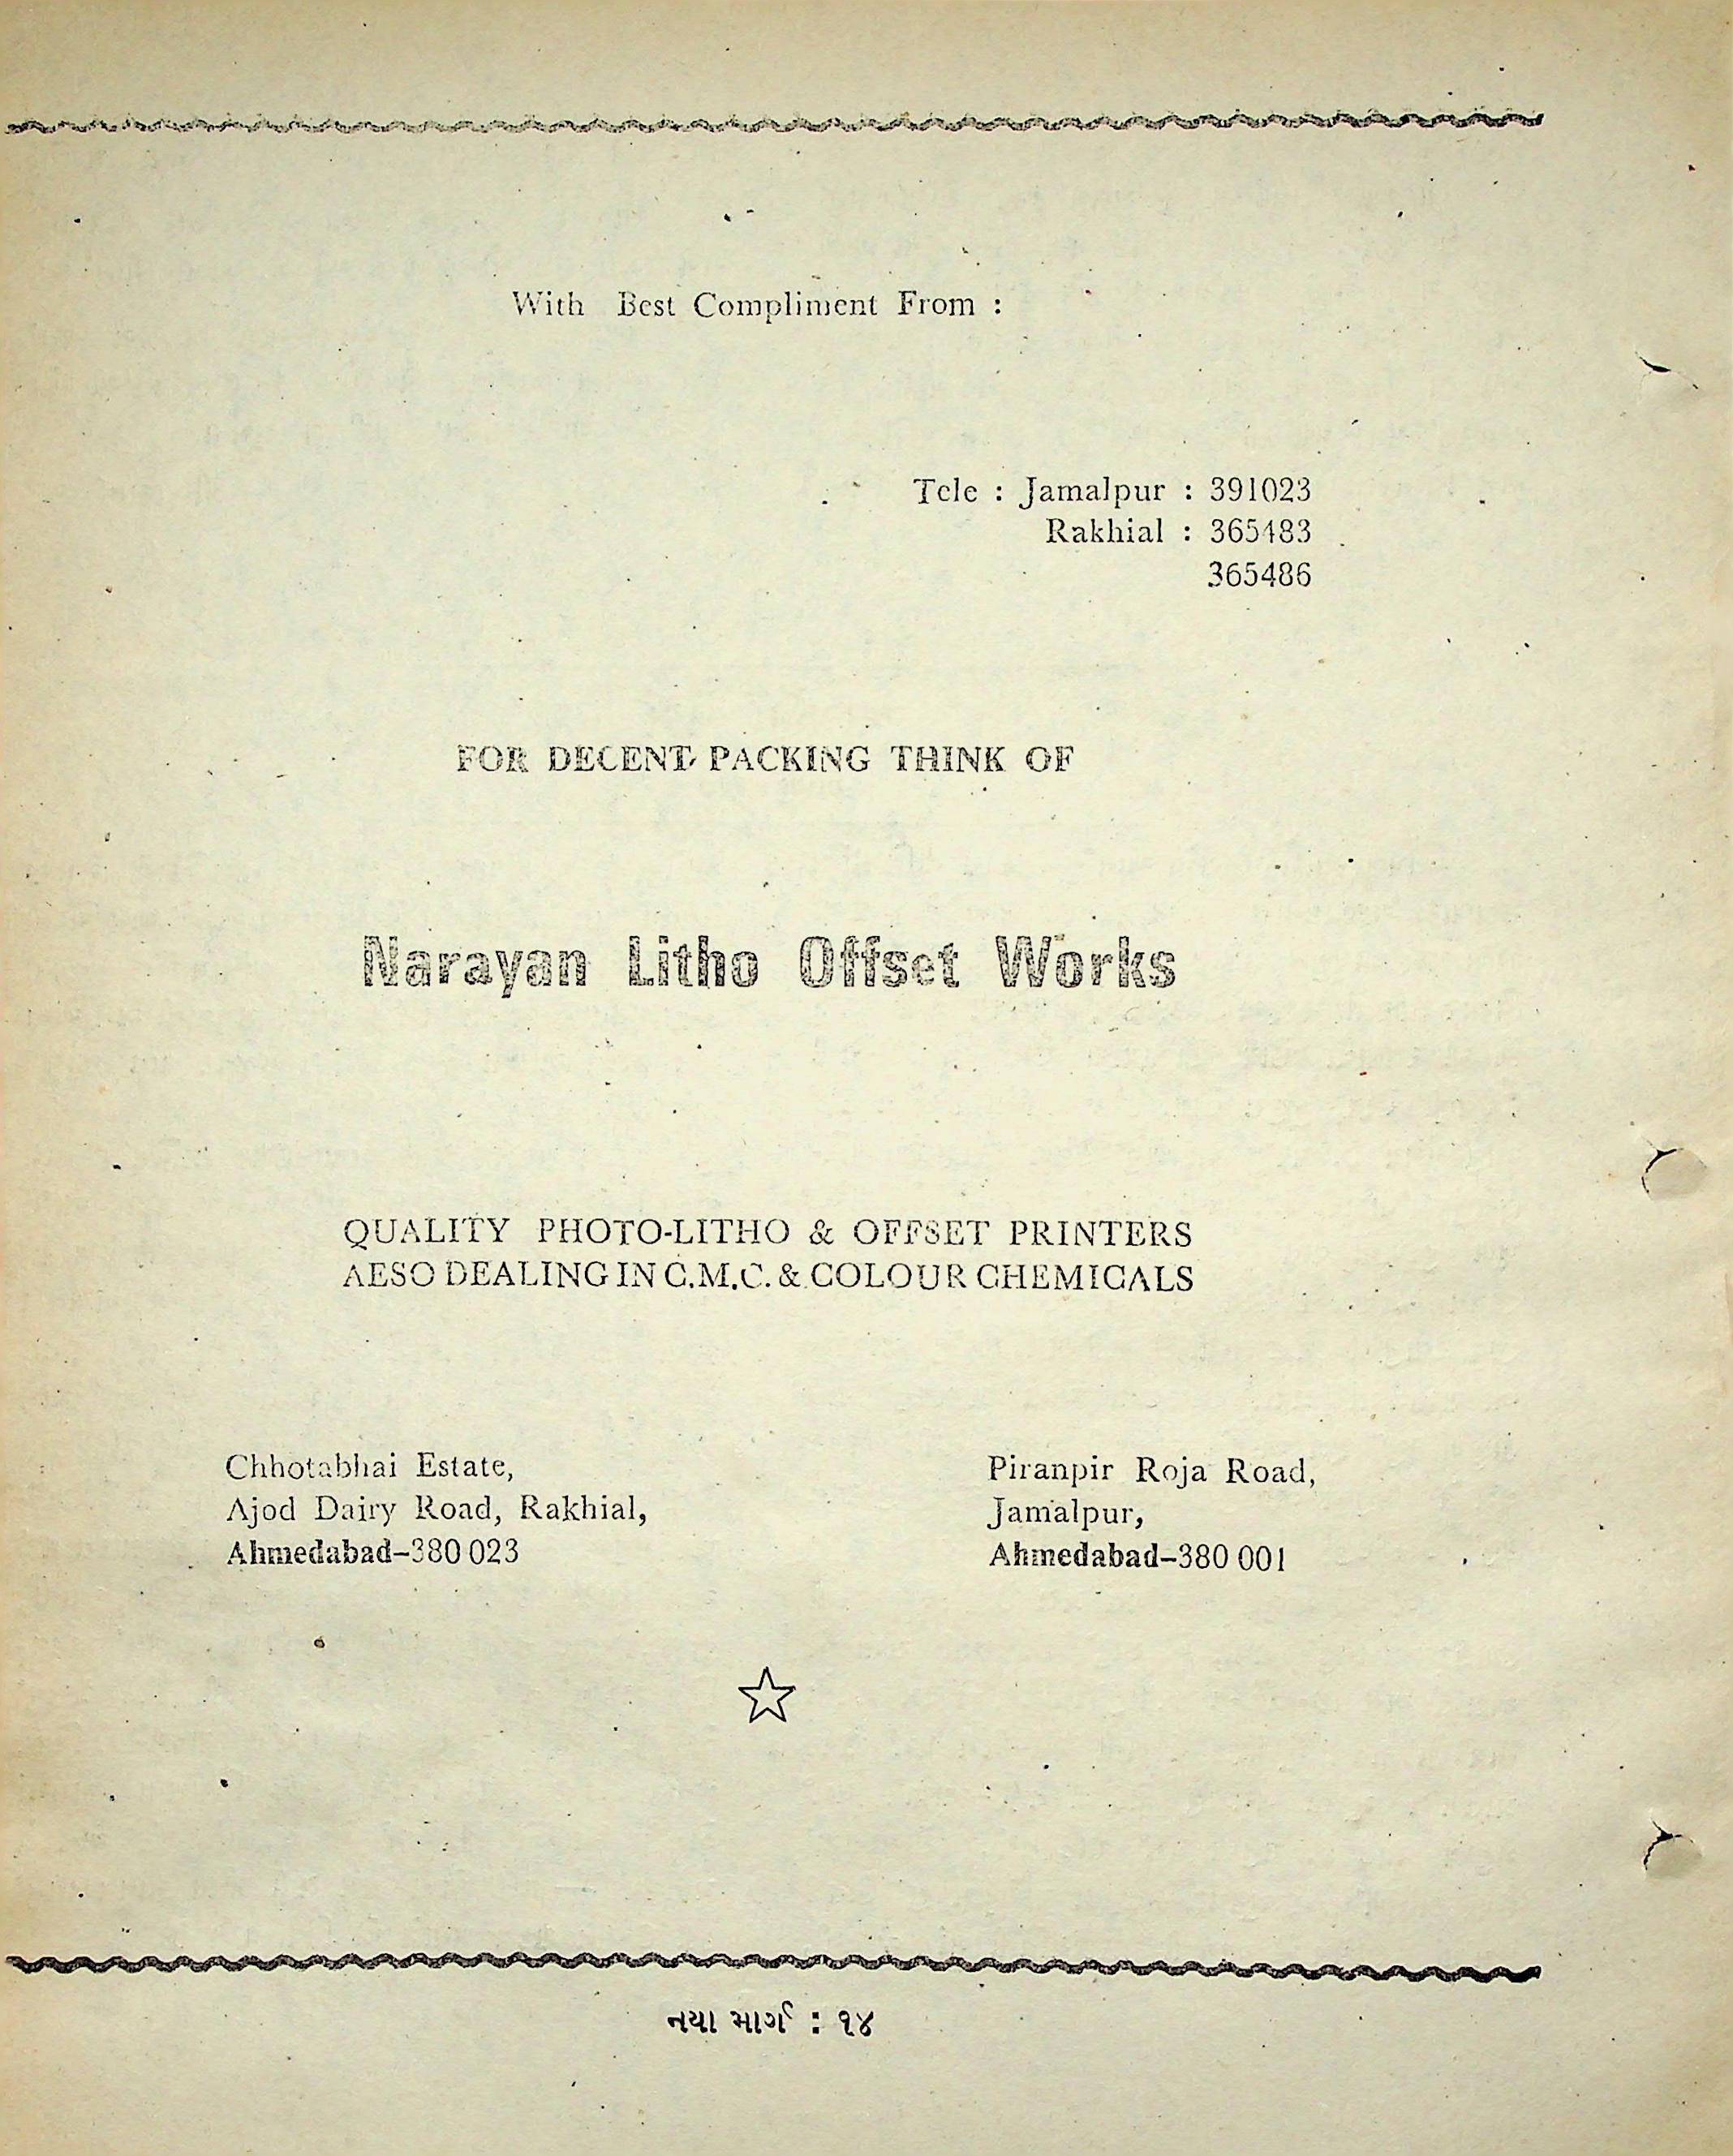 With Best Compliment From :
Tele : Jamalpur : 391023
Rakhial : 365483
365486
FOR DECENT PACKING THINK OF
Narayan Litho Offset Works
QUALITY PHOTO-LITHO & OFFSET PRINTERS
AESO DEALING IN C.M.C. & COLOUR CHEMICALS
Chhotabhai Estate,
Ajod Dairy Road, Rakhial,
Ahmedabad–380 023
Piranpir Roja Road,
Jamalpur,
Ahmedabad–380 001
નયા માર્ગ : ૧૪